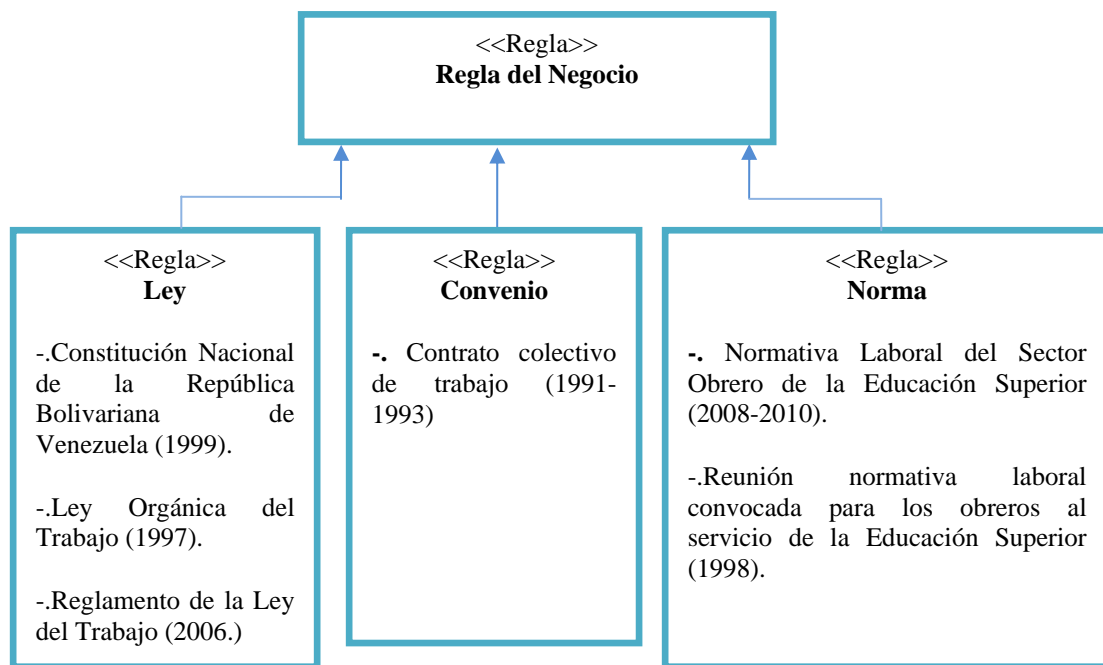 <<Regla>>
Regla del Negocio
<<Regla>>
Ley
-.Constitución Nacional
de la República
Bolivariana de
Venezuela (1999).
-.Ley Orgánica del
Trabajo (1997).
-.Reglamento de la Ley
del Trabajo (2006.)
<<Regla>>
Convenio
-. Contrato colectivo
de trabajo (1991-
1993)
<<Regla>>
Norma
-. Normativa Laboral del Sector
Obrero de la Educación Superior
(2008-2010).
-.Reunión normativa laboral
convocada para los obreros al
servicio de la Educación Superior
(1998).